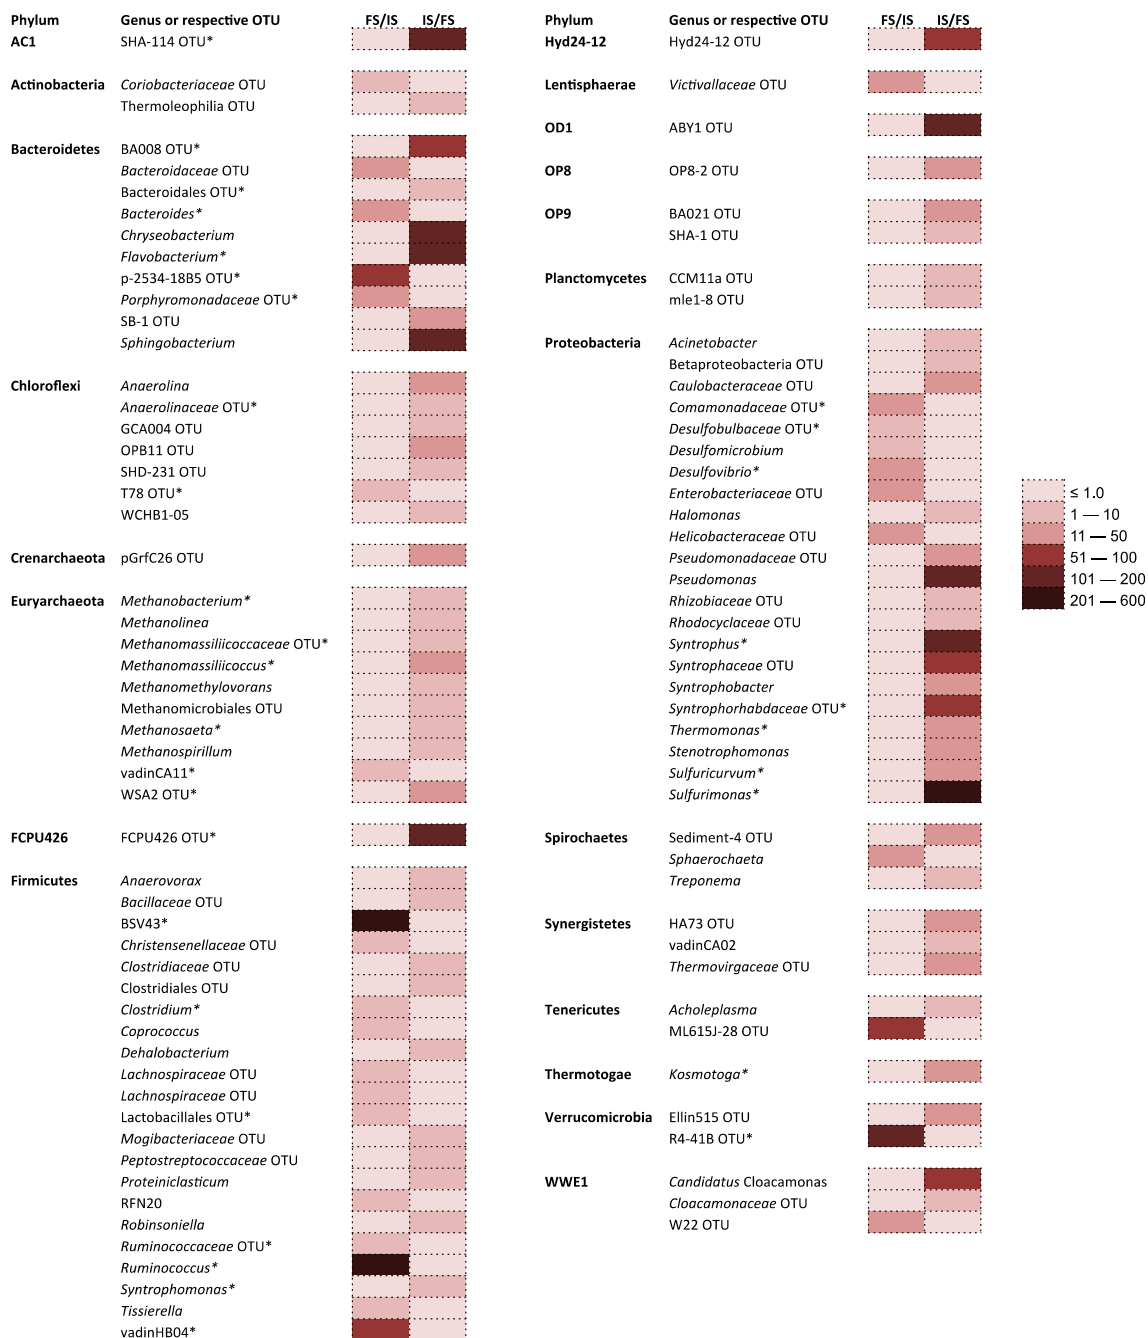 Phylum Genus or respective OTU FS/IS IS/FS
AC1 SHA-114 OTU*
Actinobacteria Coriobacteriaceae OTU
Thermoleophilia OTU
Bacteroidetes BA008 OTU*
Bacteroidaceae OTU
Bacteroidales OTU*
Bacteroides*
Chryseobacterium
Flavobacterium*
p-2534-18B5 OTU*
Porphyromonadaceae OTU*
SB-1 OTU
Sphingobacterium
Chloroflexi Anaerolina
Anaerolinaceae OTU*
GCA004 OTU
OPB11 OTU
SHD-231 OTU
T78 OTU*
WCHB1-05
Crenarchaeota pGrfC26 OTU
Euryarchaeota Methanobacterium*
Methanolinea
Methanomassiliicoccaceae OTU*
Methanomassiliicoccus*
Methanomethylovorans
Methanomicrobiales OTU
Methanosaeta*
Methanospirillum
vadinCA11*
WSA2 OTU*
FCPU426 FCPU426 OTU*
Firmicutes Anaerovorax
Bacillaceae OTU
BSV43*
Christensenellaceae OTU
Clostridiaceae OTU
Clostridiales OTU
Clostridium*
Coprococcus
Dehalobacterium
Lachnospiraceae OTU
Lachnospiraceae OTU
Lactobacillales OTU*
Mogibacteriaceae OTU
Peptostreptococcaceae OTU
Proteiniclasticum
RFN20
Robinsoniella
Ruminococcaceae OTU*
Ruminococcus*
Syntrophomonas*
Tissierella
vadinHB04*
Phylum Genus or respective OTU FS/IS IS/FS
Hyd24-12 Hyd24-12 OTU
Lentisphaerae Victivallaceae OTU
OD1 ABY1 OTU
OP8 OP8-2 OTU
OP9 BA021 OTU
SHA-1 OTU
Planctomycetes CCM11a OTU
mle1-8 OTU
Proteobacteria Acinetobacter
Betaproteobacteria OTU
Caulobacteraceae OTU
Comamonadaceae OTU*
Desulfobulbaceae OTU*
Desulfomicrobium
Desulfovibrio*
Enterobacteriaceae OTU
Halomonas
Helicobacteraceae OTU
Pseudomonadaceae OTU
Pseudomonas
Rhizobiaceae OTU
Rhodocyclaceae OTU
Syntrophus*
Syntrophaceae OTU
Syntrophobacter
Syntrophorhabdaceae OTU*
Thermomonas*
Stenotrophomonas
Sulfuricurvum*
Sulfurimonas*
Spirochaetes Sediment-4 OTU
Sphaerochaeta
Treponema
Synergistetes HA73 OTU
vadinCA02
Thermovirgaceae OTU
Tenericutes Acholeplasma
ML615J-28 OTU
Thermotogae Kosmotoga*
Verrucomicrobia Ellin515 OTU
R4-41B OTU*
WWE1 Candidatus Cloacamonas
Cloacamonaceae OTU
W22 OTU
≤ 1.0
1 — 10
11 — 50
51 — 100
101 — 200
201 — 600